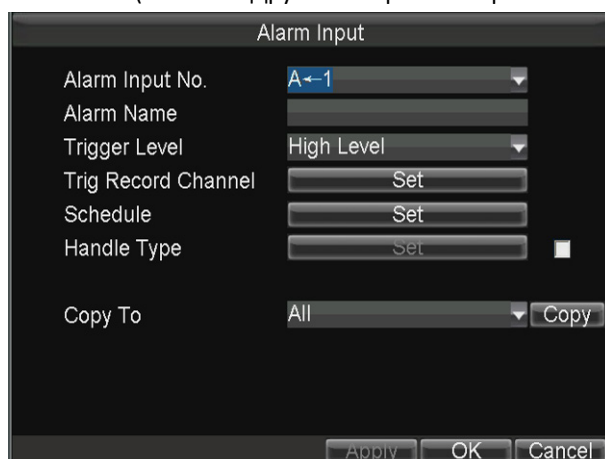 Alarm Input
Alarm Input No. A←1
Alarm Name
Trigger Level High Level
Trig Record Channel Set
Schedule Set
Handle Type Set
Copy To All Copy
Apply OK Cancel